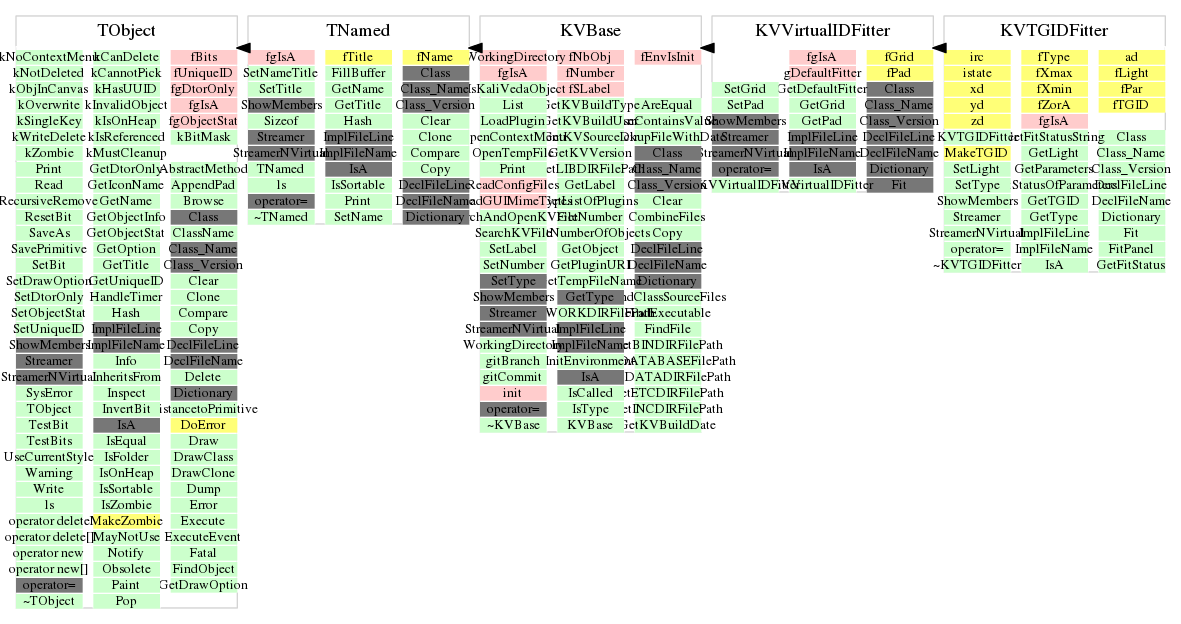 TObject
kNoContextMenu kCanDelete fBits
kNotDeleted kCannotPick fUniqueID
kObjInCanvas kHasUUID fgDtorOnly
kOverwrite kInvalidObject fgIsA
kSingleKey kIsOnHeap fgObjectStat
kWriteDelete kIsReferenced kBitMask
kZombie kMustCleanup
Print GetDtorOnly AbstractMethod
Read GetIconName AppendPad
RecursiveRemove GetName Browse
ResetBit GetObjectInfo Class
SaveAs GetObjectStat ClassName
SavePrimitive GetOption Class_Name
SetBit GetTitle Class_Version
SetDrawOption GetUniqueID Clear
SetDtorOnly HandleTimer Clone
SetObjectStat Hash Compare
SetUniqueID ImplFileLine Copy
ShowMembers ImplFileName DeclFileLine
Streamer Info DeclFileName
StreamerNVirtual InheritsFrom Delete
SysError Inspect Dictionary
TObject InvertBit istancetoPrimitive
TestBit IsA DoError
TestBits IsEqual Draw
UseCurrentStyle IsFolder DrawClass
Warning IsOnHeap DrawClone
Write IsSortable Dump
ls IsZombie Error
operator delete MakeZombie Execute
operator delete[] MayNotUse ExecuteEvent
operator new Notify Fatal
operator new[] Obsolete FindObject
operator= Paint GetDrawOption
~TObject Pop
TNamed
fgIsA fTitle fName
SetNameTitle FillBuffer Class
SetTitle GetName Class_Name
ShowMembers GetTitle Class_Version
Sizeof Hash Clear
Streamer ImplFileLine Clone
StreamerNVirtual ImplFileName Compare
TNamed IsA Copy
ls IsSortable DeclFileLine
operator= Print DeclFileName
~TNamed SetName Dictionary
KVBase
WorkingDirectory fNbObj fEnvIsInit
fgIsA fNumber
IsKaliVedaObject fSLabel
List GetKVBuildType AreEqual
LoadPlugin GetKVBuildUser ContainsValue
OpenContextMenu GetKVSourceDir BackupFileWithDate
OpenTempFile GetKVVersion Class
Print GetLIBDIRFilePath Class_Name
ReadConfigFiles GetLabel Class_Version
GetListOfPlugins Clear
GetNumber CombineFiles
SearchKVFile GetNumberOfObjects Copy
SetLabel GetObject DeclFileLine
SetNumber GetPluginURI DeclFileName
SetType GetTempFileName Dictionary
ShowMembers GetType FindClassSourceFiles
Streamer GetWORKDIRFilePath FindExecutable
StreamerNVirtual ImplFileLine FindFile
WorkingDirectory ImplFileName GetBINDIRFilePath
gitBranch InitEnvironment GetDATABASEFilePath
gitCommit IsA GetDATADIRFilePath
init IsCalled GetETCDIRFilePath
operator= IsType GetINCDIRFilePath
~KVBase KVBase GetKVBuildDate
KVVirtualIDFitter
fgIsA fGrid
gDefaultFitter fPad
SetGrid GetDefaultFitter Class
SetPad GetGrid Class_Name
ShowMembers GetPad Class_Version
Streamer ImplFileLine DeclFileLine
StreamerNVirtual ImplFileName DeclFileName
operator= IsA Dictionary
~KVVirtualIDFitter KVVirtualIDFitter Fit
KVTGIDFitter
irc fType ad
istate fXmax fLight
xd fXmin fPar
yd fZorA fTGID
zd fgIsA
KVTGIDFitter GetFitStatusString Class
MakeTGID GetLight Class_Name
SetLight GetParameters Class_Version
SetType DeclFileLine
ShowMembers GetTGID DeclFileName
Streamer GetType Dictionary
StreamerNVirtual ImplFileLine Fit
operator= ImplFileName FitPanel
~KVTGIDFitter IsA GetFitStatus